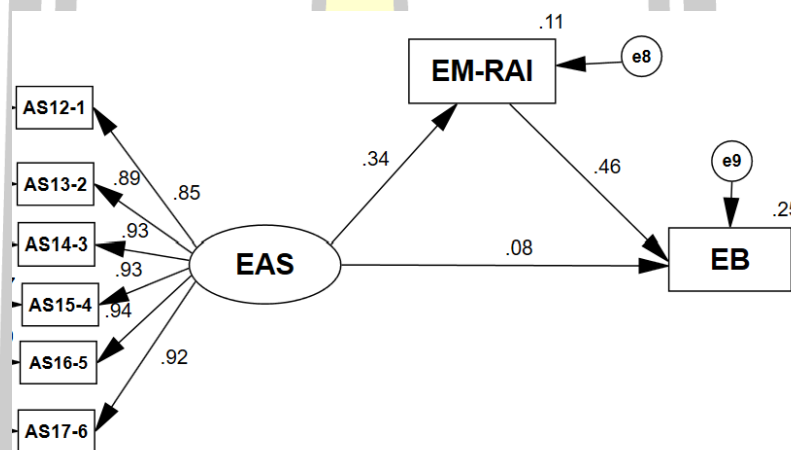 .11
e8
EM-RAI
AS12-1
.34
.46
e9
.89
.85
AS13-2
.25
.93
AS14-3
.08
EAS
EB
.93
AS15-4
.94
AS16-5
.92
AS17-6